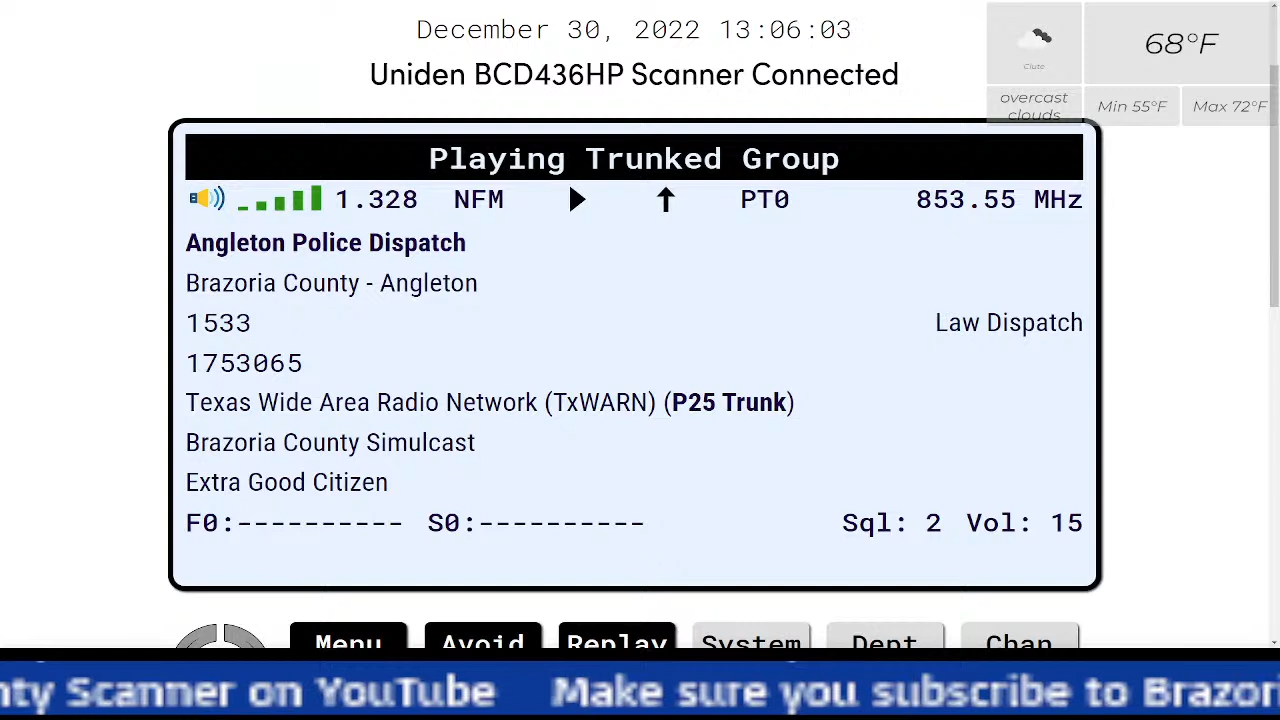 December 30, 2022 13:06:03
Uniden BCD436HP Scanner Connected
Clute
68°F
overcast clouds
Min 55°F
Max 72°F
Playing Trunked Group
1.328 NFM PT0 853.55 MHz
Angleton Police Dispatch
Brazoria County - Angleton
1533 Law Dispatch
1753065
Texas Wide Area Radio Network (TxWARN) (P25 Trunk)
Brazoria County Simulcast
Extra Good Citizen
F0:---------- S0:---------- Sql: 2 Vol: 15
Menu Avoid Replay System Dept Chan
nty Scanner on YouTube Make sure you subscribe to Brazori